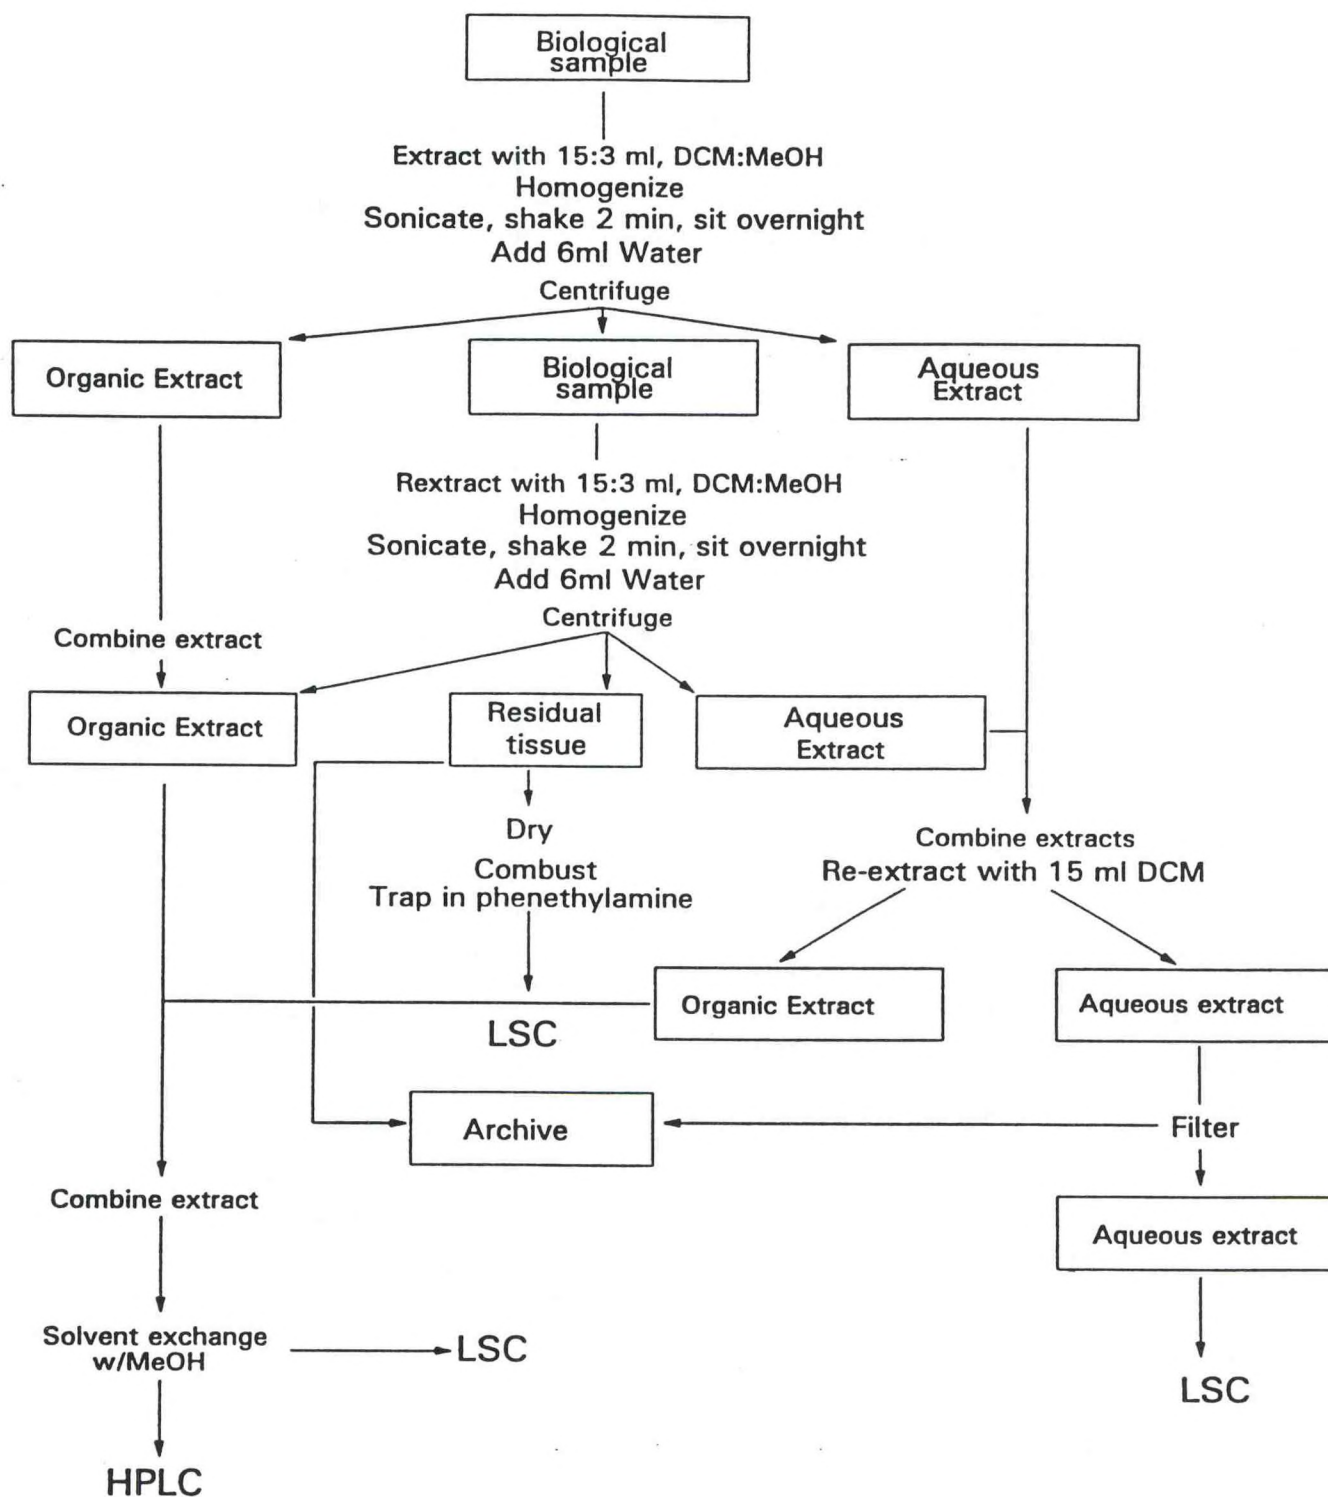 Biological
sample
Extract with 15:3 ml, DCM:MeOH
Homogenize
Sonicate, shake 2 min, sit overnight
Add 6ml Water
Centrifuge
Organic Extract
Biological
sample
Aqueous
Extract
Rextract with 15:3 ml, DCM:MeOH
Homogenize
Sonicate, shake 2 min, sit overnight
Add 6ml Water
Centrifuge
Combine extract
Organic Extract
Residual
tissue
Aqueous
Extract
Dry
Combust
Trap in phenethylamine
LSC
Combine extracts
Re-extract with 15 ml DCM
Organic Extract
Aqueous extract
Archive
Filter
Aqueous extract
LSC
Combine extract
Solvent exchange
w/MeOH
LSC
HPLC